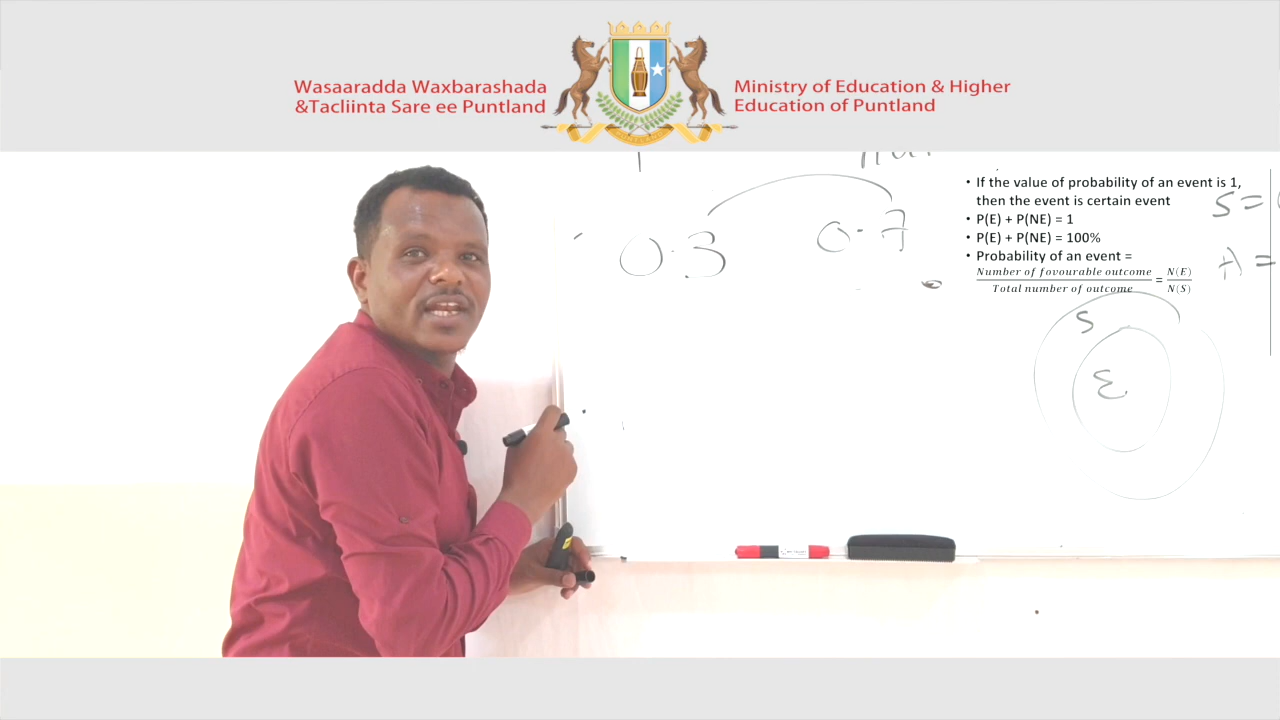 Wasaaradda Waxbarashada
&Tacliinta Sare ee Puntland
Ministry of Education & Higher
Education of Puntland
0.3
0.7
• If the value of probability of an event is 1,
then the event is certain event
• P(E) + P(NE) = 1
• P(E) + P(NE) = 100%
• Probability of an event =
Number of fovourable outcome / Total number of outcome = N(E) / N(S)
S =
A =
S
E